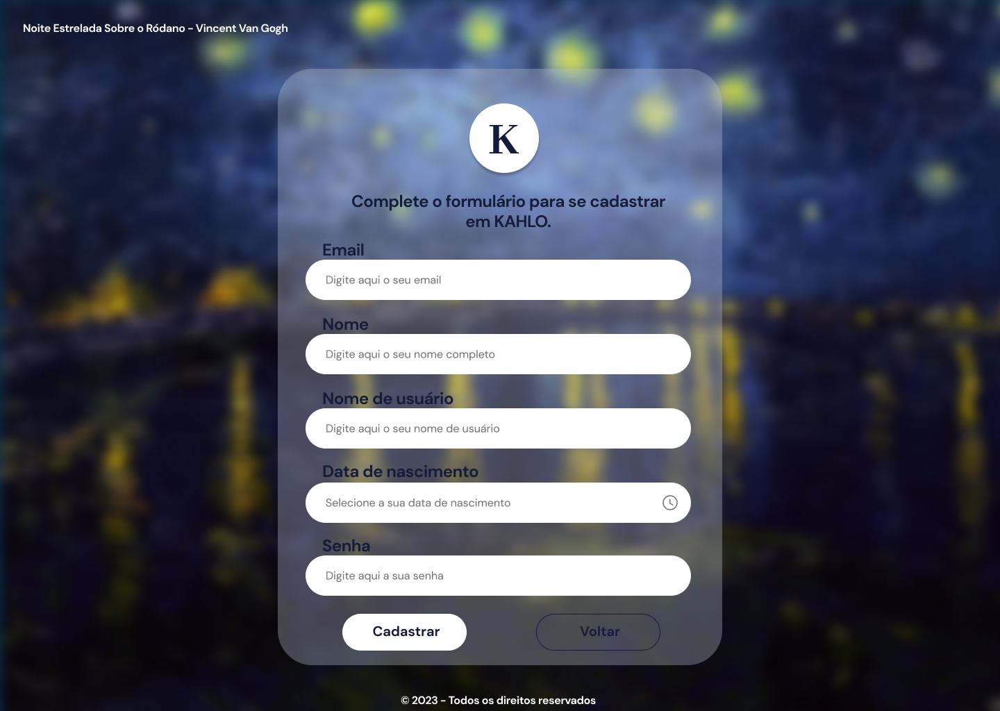 Noite Estrelada Sobre o Ródano - Vincent Van Gogh
K
Complete o formulário para se cadastrar
em KAHLO.
Email
Digite aqui o seu email
Nome
Digite aqui o seu nome completo
Nome de usuário
Digite aqui o seu nome de usuário
Data de nascimento
Selecione a sua data de nascimento
Senha
Digite aqui a sua senha
Cadastrar
Voltar
© 2023 - Todos os direitos reservados